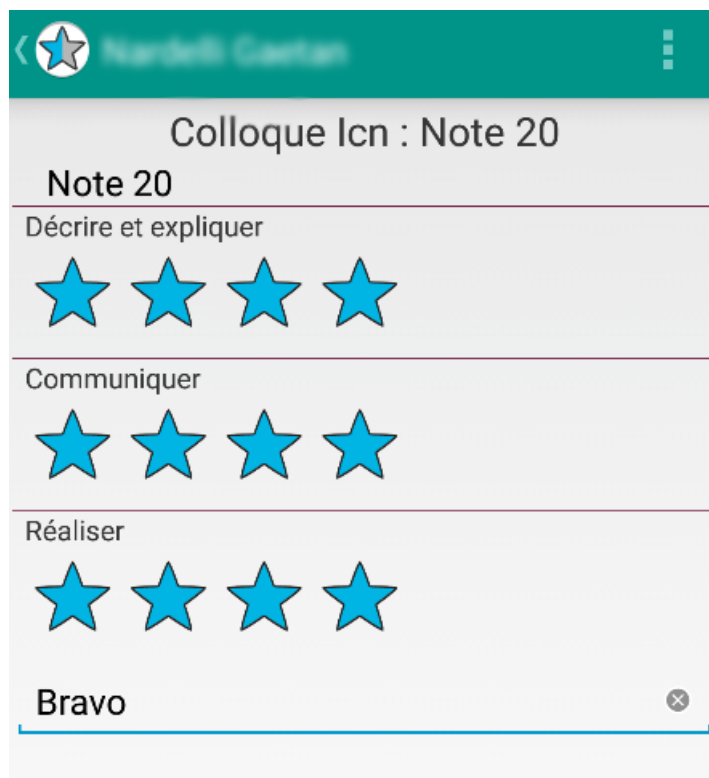 Colloque Icn : Note 20
Note 20
Décrire et expliquer
Communiquer
Réaliser
Bravo